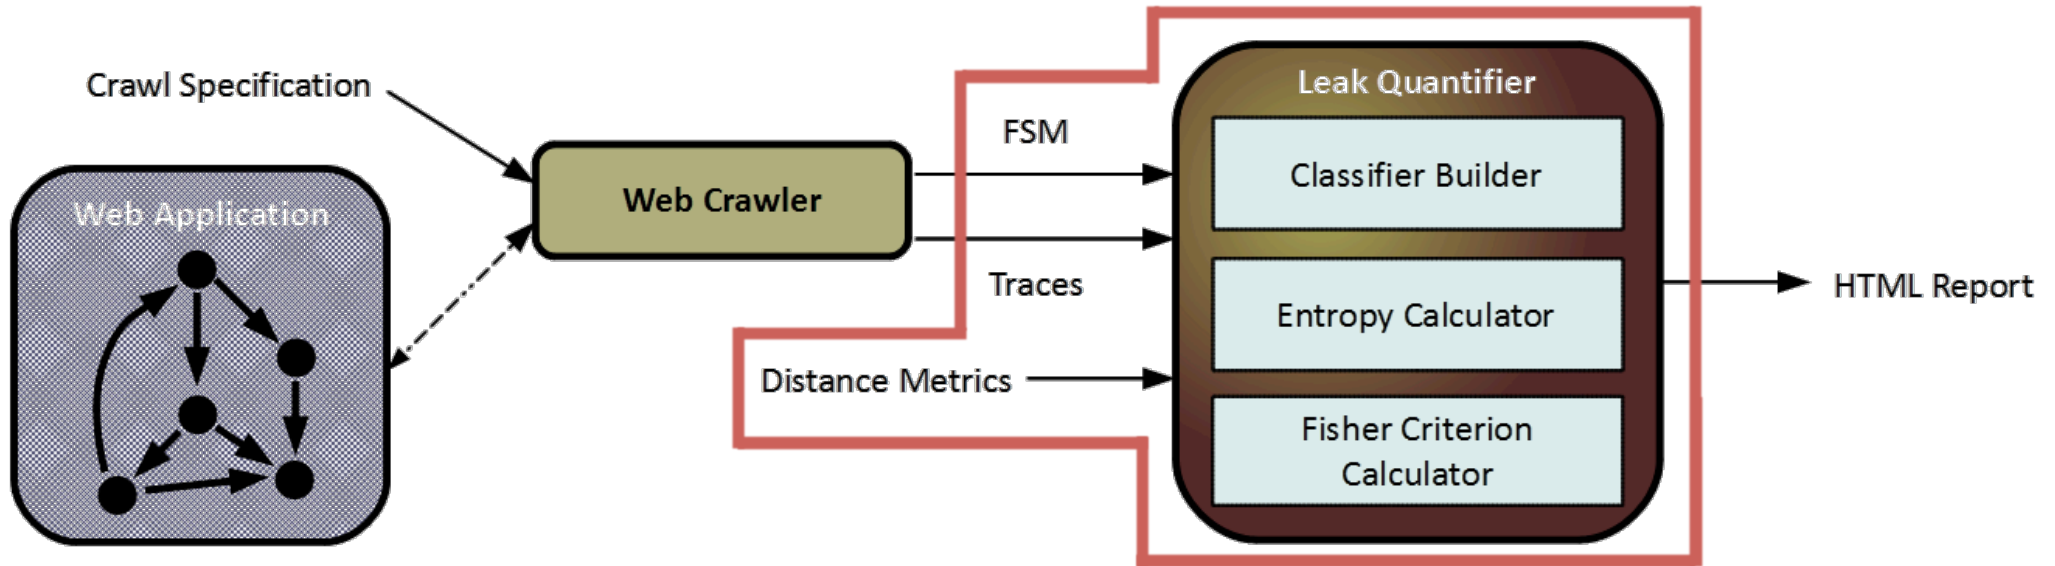 Crawl Specification
Web Application
Web Crawler
FSM
Traces
Distance Metrics
Leak Quantifier
Classifier Builder
Entropy Calculator
Fisher Criterion
Calculator
HTML Report